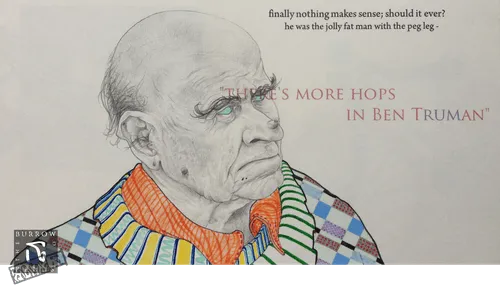 finally nothing makes sense; should it ever?
he was the jolly fat man with the peg leg -
"THERE'S MORE HOPS
IN BEN TRUMAN"
BURROW